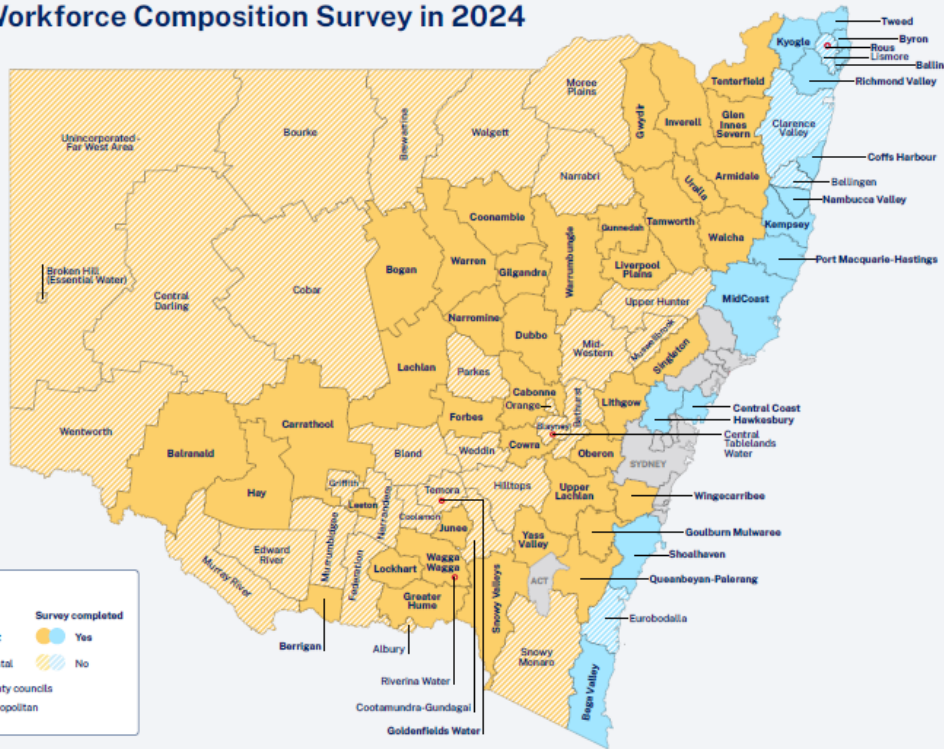 Workforce Composition Survey in 2024
Tweed
Kyogle
Byron
Rous
Lismore
Ballin
Richmond Valley
Tenterfield
Moree
Plains
Gwydir
Inverell
Glen
Innes
Severn
Clarence
Valley
Unincorporated -
Far West Area
Bourke
Brewarrina
Walgett
Narrabri
Coffs Harbour
Armidale
Uralla
Bellingen
Nambucca Valley
Coonamble
Gunnedah
Tamworth
Kempsey
Walcha
Warrumbungle
Port Macquarie-Hastings
Bogan
Warren
Gilgandra
Liverpool
Plains
Broken Hill
(Essential Water)
Central
Darling
Cobar
Upper Hunter
MidCoast
Narromine
Dubbo
Mid-
Western
Muswellbrook
Singleton
Lachlan
Parkes
Cabonne
Orange
Bathurst
Lithgow
Central Coast
Hawkesbury
Forbes
Blayney
Central
Tablelands
Water
Wentworth
Carrathool
Cowra
Oberon
Balranald
Bland
Weddin
SYDNEY
Griffith
Hilltops
Hay
Leeton
Narrandera
Temora
Upper
Lachlan
Wingecarribee
Coolamon
Junee
Murrumbidgee
Yass
Valley
Goulburn Mulwaree
Edward
River
Federation
Lockhart
Wagga
Wagga
Shoalhaven
Murray River
ACT
Queanbeyan-Palerang
Greater
Hume
Snowy Valleys
Eurobodalla
Berrigan
Albury
Snowy
Monaro
Riverina Water
Bega Valley
Cootamundra-Gundagai
Goldenfields Water
Survey completed
Yes
tal
No
ty councils
opolitan